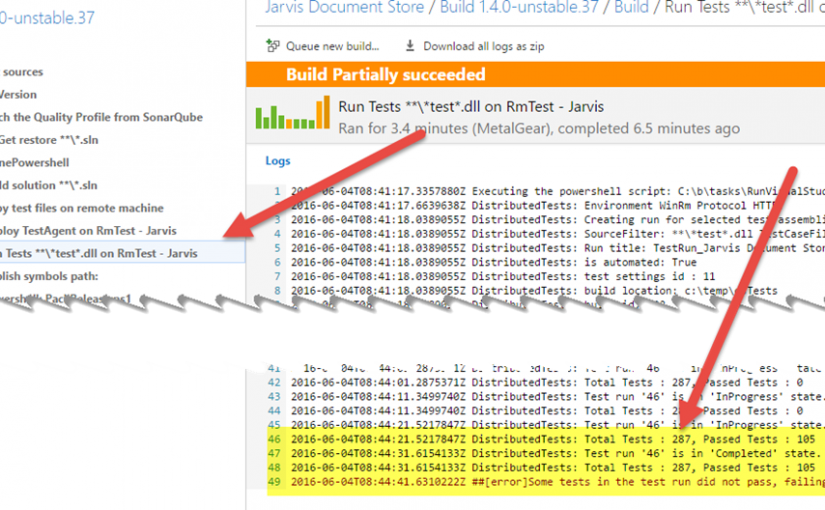 0-unstable.37
sources
Version
ch the Quality Profile from SonarQube
Get restore **\*.sln
nePowershell
ld solution **\*.sln
py test files on remote machine
ploy TestAgent on RmTest - Jarvis
n Tests **\*test*.dll on RmTest - Jarvis
blish symbols path:
Jarvis Document Store / Build 1.4.0-unstable.37 / Build / Run Tests **\*test*.dll
Queue new build... Download all logs as zip
Build Partially succeeded
Run Tests **\*test*.dll on RmTest - Jarvis
Ran for 3.4 minutes (MetalGear), completed 6.5 minutes ago
Logs
1 2016-06-04T08:41:17.3357880Z Executing the powershell script: C:\b\tasks\RunVisualStud
2 2016-06-04T08:41:17.6639638Z DistributedTests: Environment WinRm Protocol HTTP
3 2016-06-04T08:41:18.0389055Z DistributedTests: Creating run for selected test assembli
4 2016-06-04T08:41:18.0389055Z DistributedTests: SourceFilter: **\*test*.dll TestCaseFilt
5 2016-06-04T08:41:18.0389055Z DistributedTests: Run title: TestRun_Jarvis Document Stor
6 2016-06-04T08:41:18.0389055Z DistributedTests: is automated: True
7 2016-06-04T08:41:18.0389055Z DistributedTests: test settings id : 11
8 2016-06-04T08:41:18.0389055Z DistributedTests: build location: c:\temp\ Tests
42 2016-06-04T08:44:01.2875371Z DistributedTests: Total Tests : 287, Passed Tests : 0
43 2016-06-04T08:44:11.3499740Z DistributedTests: Test run '46' is in 'InProgress' state.
44 2016-06-04T08:44:11.3499740Z DistributedTests: Total Tests : 287, Passed Tests : 0
45 2016-06-04T08:44:21.5217847Z DistributedTests: Test run '46' is in 'InProgress' state.
46 2016-06-04T08:44:21.5217847Z DistributedTests: Total Tests : 287, Passed Tests : 105
47 2016-06-04T08:44:31.6154133Z DistributedTests: Test run '46' is in 'Completed' state.
48 2016-06-04T08:44:31.6154133Z DistributedTests: Total Tests : 287, Passed Tests : 105
49 2016-06-04T08:44:41.6310222Z ##[error]Some tests in the test run did not pass, failing